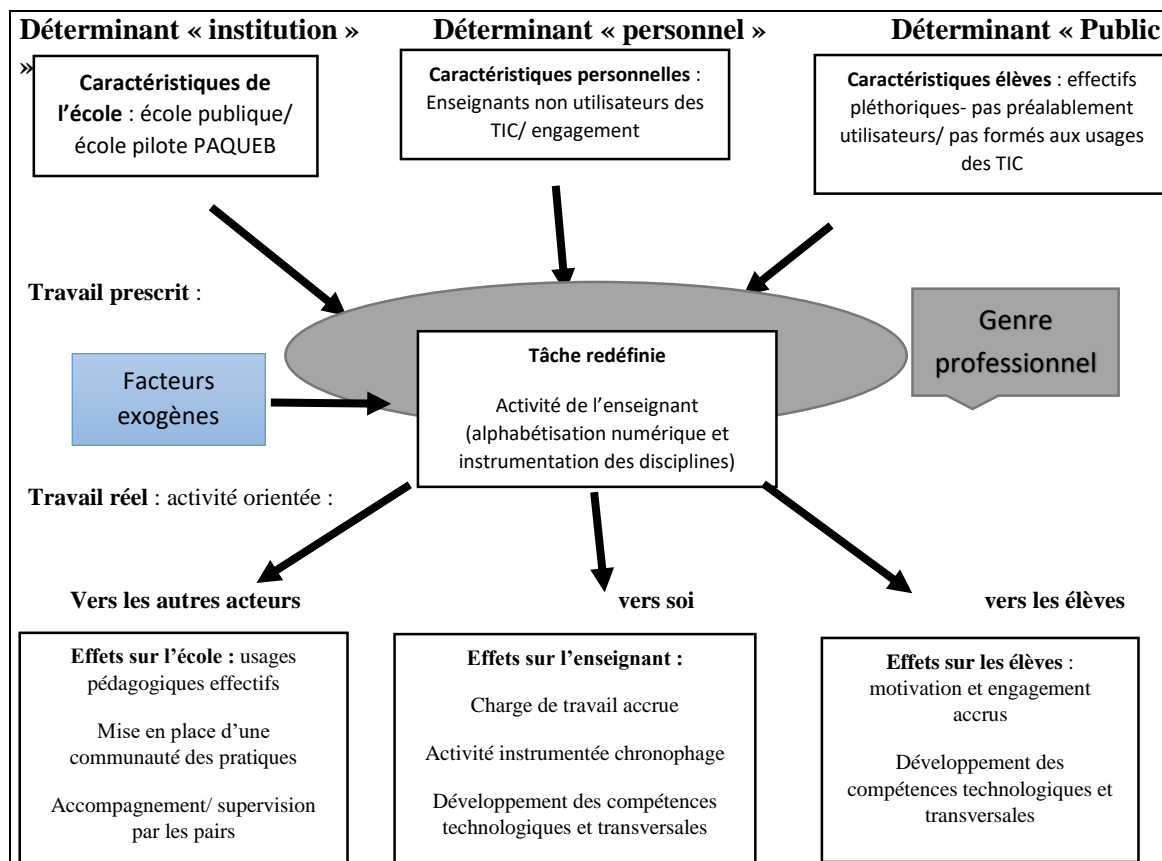 Déterminant « institution » Déterminant « personnel » Déterminant « Public
»
Caractéristiques de
l’école : école publique/
école pilote PAQUEB
Caractéristiques personnelles :
Enseignants non utilisateurs des
TIC/ engagement
Caractéristiques élèves : effectifs
pléthoriques- pas préalablement
utilisateurs/ pas formés aux usages
des TIC
Travail prescrit :
Genre
professionnel
Facteurs
exogènes
Tâche redéfinie
Activité de l’enseignant
(alphabétisation numérique et
instrumentation des disciplines)
Travail réel : activité orientée :
Vers les autres acteurs
vers soi
vers les élèves
Effets sur l’école : usages
pédagogiques effectifs
Mise en place d’une
communauté des pratiques
Accompagnement/ supervision
par les pairs
Effets sur l’enseignant :
Charge de travail accrue
Activité instrumentée chronophage
Développement des compétences
technologiques et transversales
Effets sur les élèves :
motivation et engagement
accrus
Développement des
compétences technologiques et
transversales